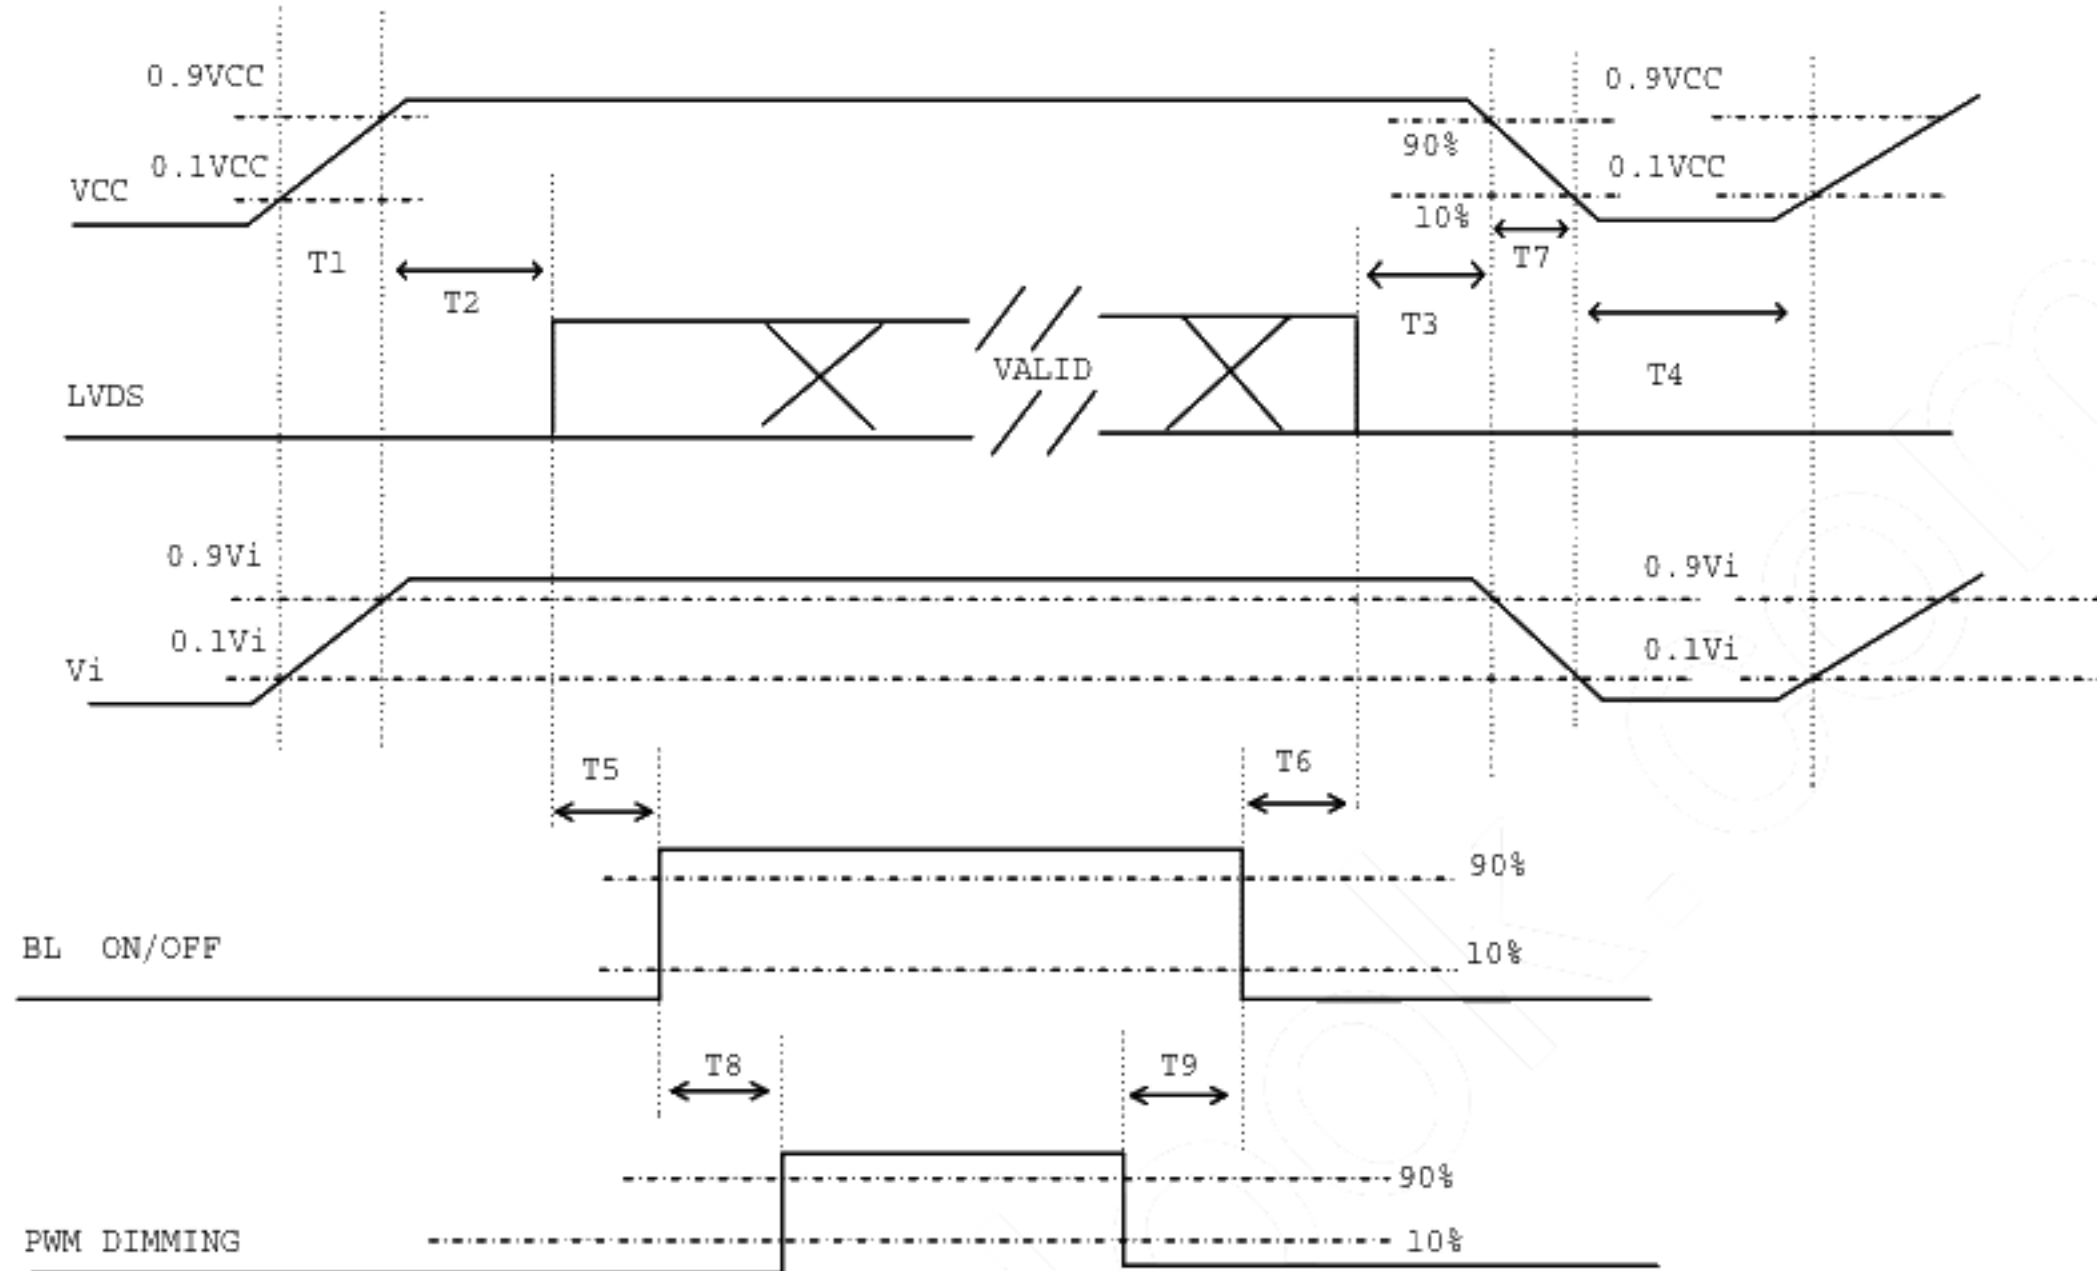 0.9VCC
0.9VCC
90%
0.1VCC
0.1VCC
VCC
10%
T1
T7
T2
T3
VALID
T4
LVDS
0.9Vi
0.9Vi
0.1Vi
0.1Vi
Vi
T5
T6
90%
BL ON/OFF
10%
T8
T9
90%
PWM DIMMING
10%